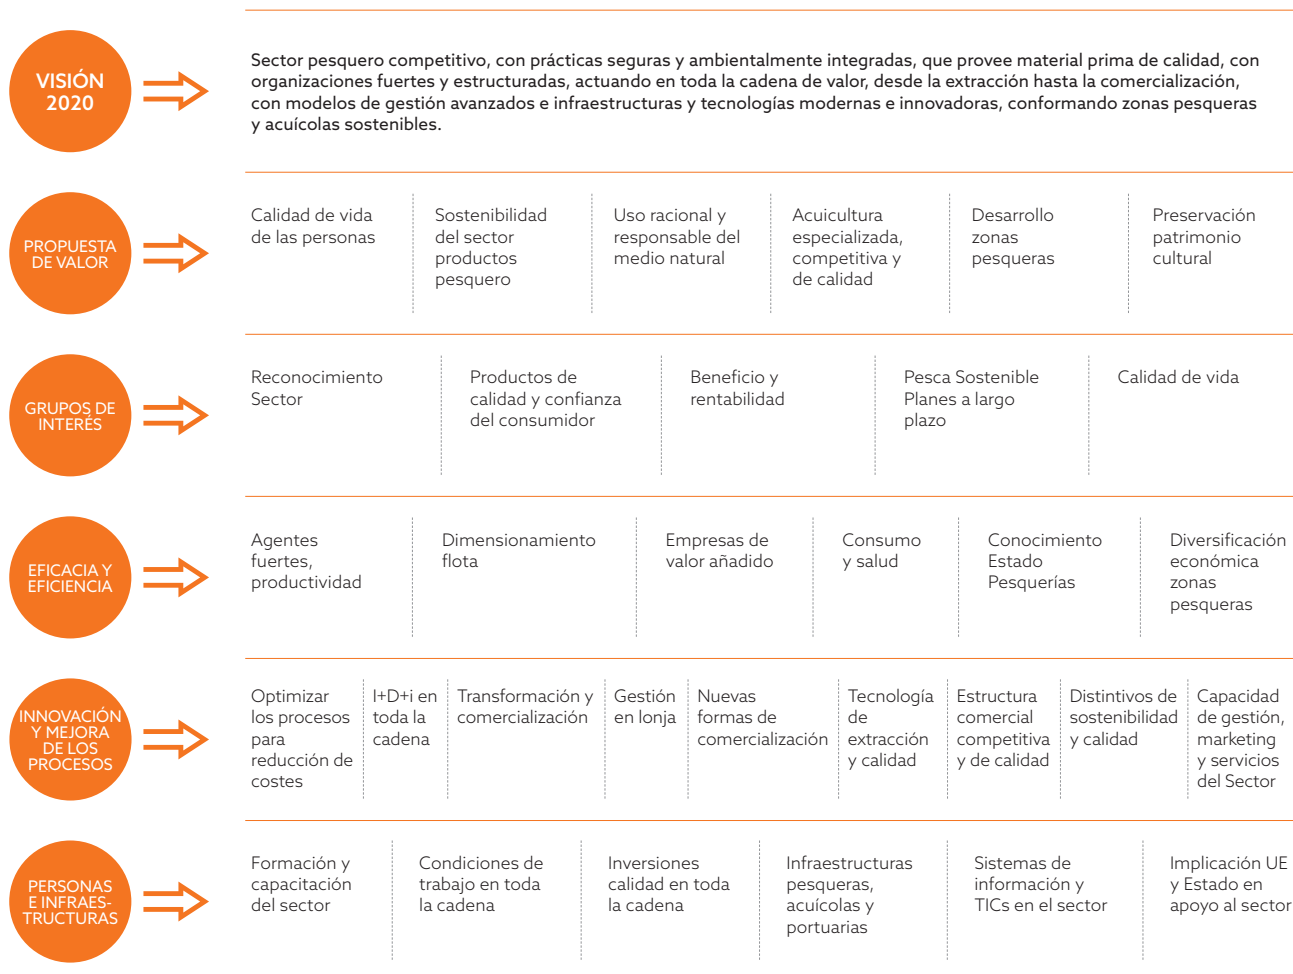 VISIÓN
2020
Sector pesquero competitivo, con prácticas seguras y ambientalmente integradas, que provee material prima de calidad, con
organizaciones fuertes y estructuradas, actuando en toda la cadena de valor, desde la extracción hasta la comercialización,
con modelos de gestión avanzados e infraestructuras y tecnologías modernas e innovadoras, conformando zonas pesqueras
y acuícolas sostenibles.
PROPUESTA
DE VALOR
Calidad de vida
de las personas
Sostenibilidad
del sector
productos
pesquero
Uso racional y
responsable del
medio natural
Acuicultura
especializada,
competitiva y
de calidad
Desarrollo
zonas
pesqueras
Preservación
patrimonio
cultural
GRUPOS DE
INTERÉS
Reconocimiento
Sector
Productos de
calidad y confianza
del consumidor
Beneficio y
rentabilidad
Pesca Sostenible
Planes a largo
plazo
Calidad de vida
EFICACIA Y
EFICIENCIA
Agentes
fuertes,
productividad
Dimensionamiento
flota
Empresas de
valor añadido
Consumo
y salud
Conocimiento
Estado
Pesquerías
Diversificación
económica
zonas
pesqueras
INNOVACIÓN
Y MEJORA
DE LOS
PROCESOS
Optimizar
los procesos
para
reducción de
costes
I+D+i en
toda la
cadena
Transformación y
comercialización
Gestión
en lonja
Nuevas
formas de
comercialización
Tecnología
de
extracción
y calidad
Estructura
comercial
competitiva
y de calidad
Distintivos de
sostenibilidad
y calidad
Capacidad
de gestión,
marketing
y servicios
del Sector
PERSONAS
E INFRAES-
TRUCTURAS
Formación y
capacitación
del sector
Condiciones de
trabajo en toda
la cadena
Inversiones
calidad en toda
la cadena
Infraestructuras
pesqueras,
acuícolas y
portuarias
Sistemas de
información y
TICs en el sector
Implicación UE
y Estado en
apoyo al sector